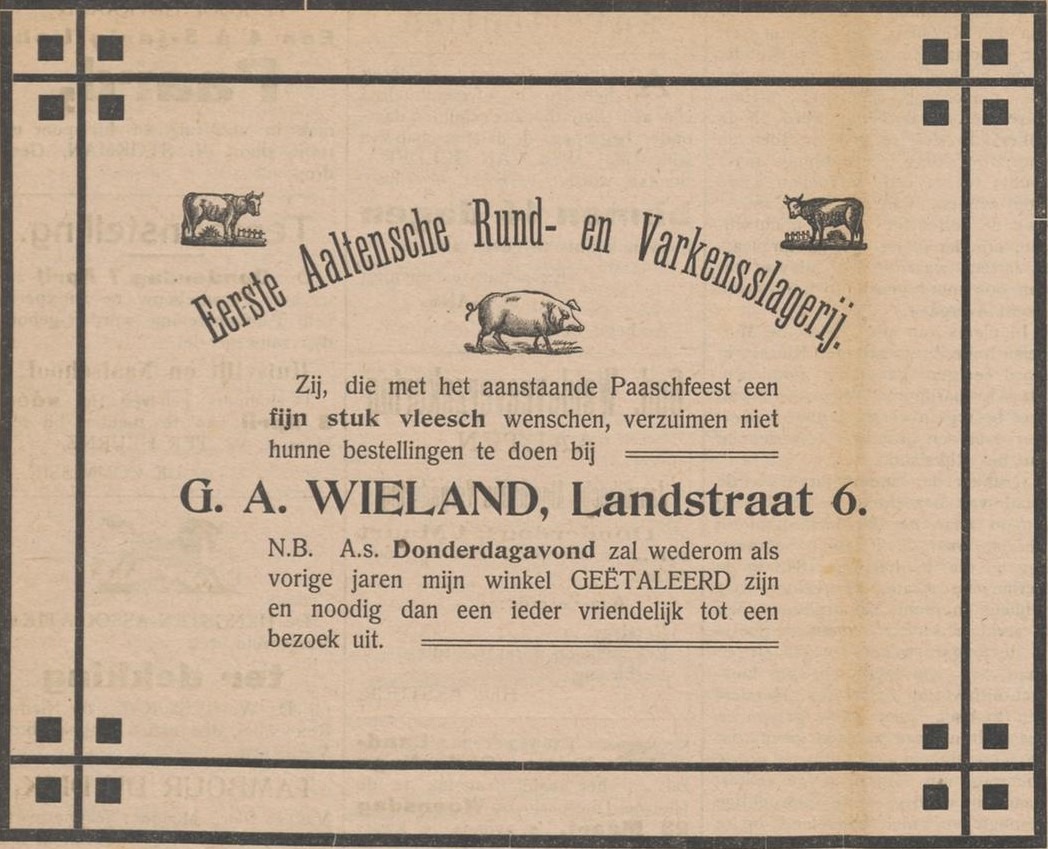 Eerste Aaltensche Rund- en Varkensslagerij.
Zij, die met het aanstaande Paaschfeest een
fijn stuk vleesch wenschen, verzuimen niet
hunne bestellingen te doen bij
G. A. WIELAND, Landstraat 6.
N.B. A.s. Donderdagavond zal wederom als
vorige jaren mijn winkel GEËTALEERD zijn
en noodig dan een ieder vriendelijk tot een
bezoek uit.